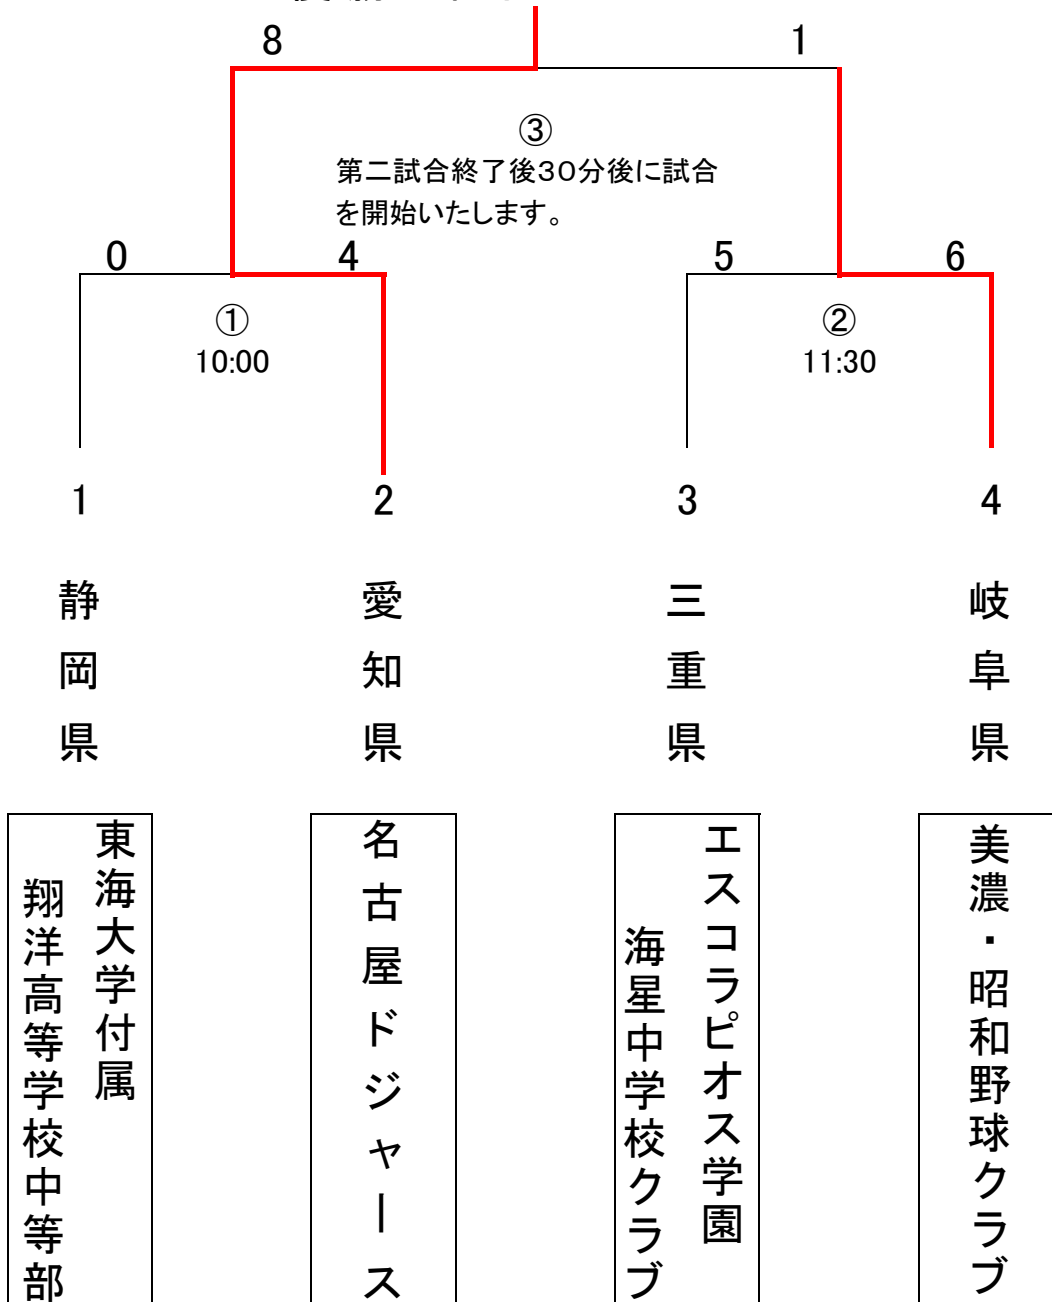 8
1
③
第二試合終了後30分後に試合
を開始いたします。
0
4
5
6
①
10:00
②
11:30
1
2
3
4
静岡県
愛知県
三重県
岐阜県
東海大学付属
翔洋高等学校中等部
名古屋ドジャース
エスコラピオス学園
海星中学校クラブ
美濃・昭和野球クラブ